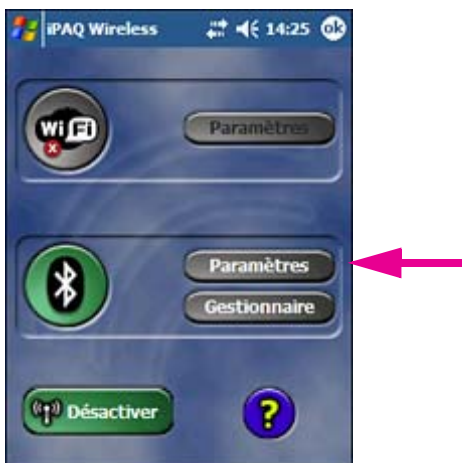 iPAQ Wireless 14:25 ok
WiFi Paramètres
Paramètres
Gestionnaire
Désactiver ?